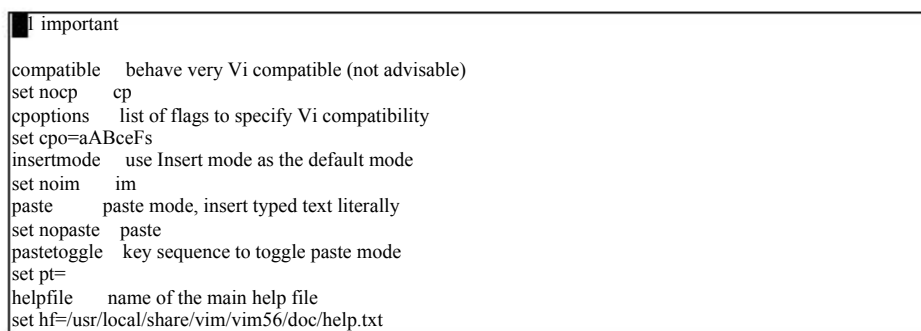 1 important
compatible behave very Vi compatible (not advisable)
set nocp cp
cpoptions list of flags to specify Vi compatibility
set cpo=aABceFs
insertmode use Insert mode as the default mode
set noim im
paste paste mode, insert typed text literally
set nopaste paste
pastetoggle key sequence to toggle paste mode
set pt=
helpfile name of the main help file
set hf=/usr/local/share/vim/vim56/doc/help.txt